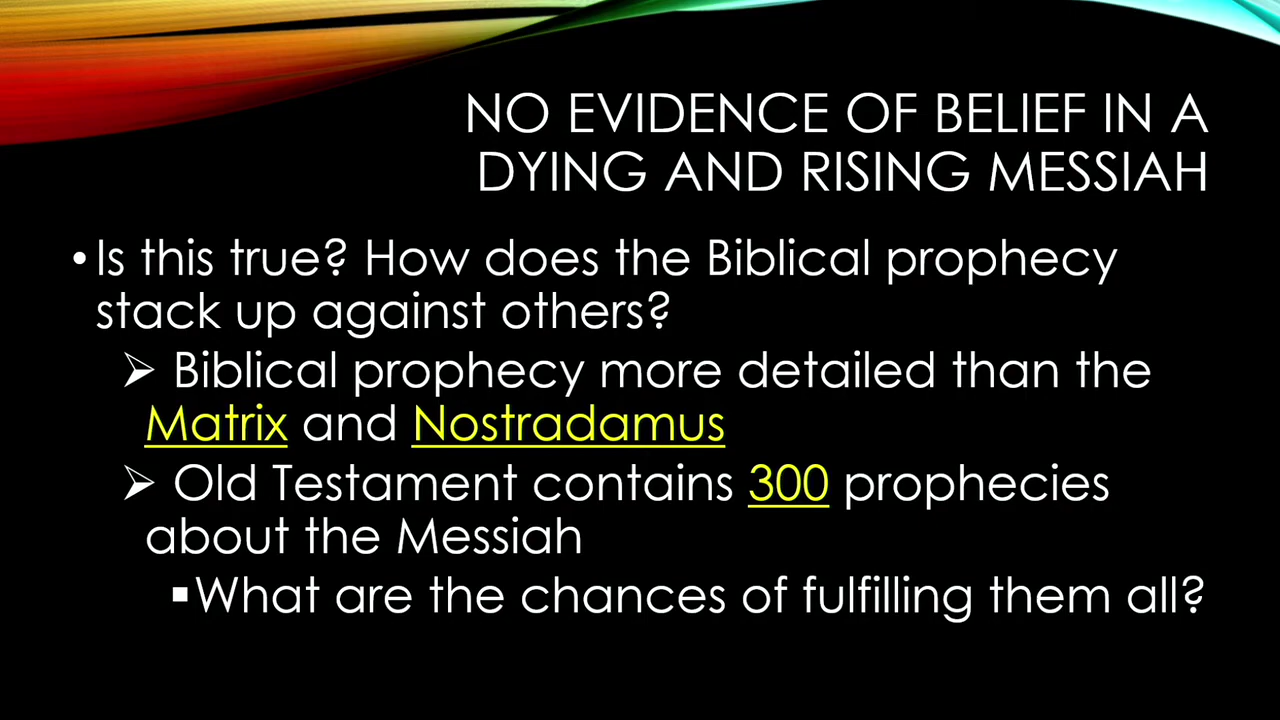 NO EVIDENCE OF BELIEF IN A
DYING AND RISING MESSIAH
• Is this true? How does the Biblical prophecy
stack up against others?
➢ Biblical prophecy more detailed than the
Matrix and Nostradamus
➢ Old Testament contains 300 prophecies
about the Messiah
▪ What are the chances of fulfilling them all?